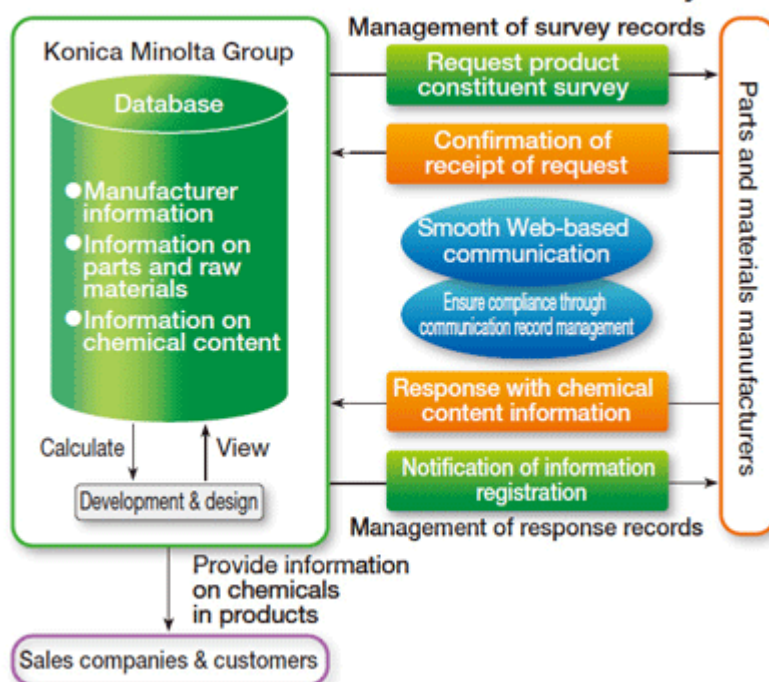 Management of survey records
Konica Minolta Group
Request product
constituent survey
Database
Confirmation of
receipt of request
●Manufacturer
information
●Information on
parts and raw
materials
●Information on
chemical content
Smooth Web-based
communication
Ensure compliance through
communication record management
Parts and materials manufacturers
Response with chemical
content information
Calculate
View
Development & design
Notification of information
registration
Management of response records
Provide information
on chemicals
in products
Sales companies & customers